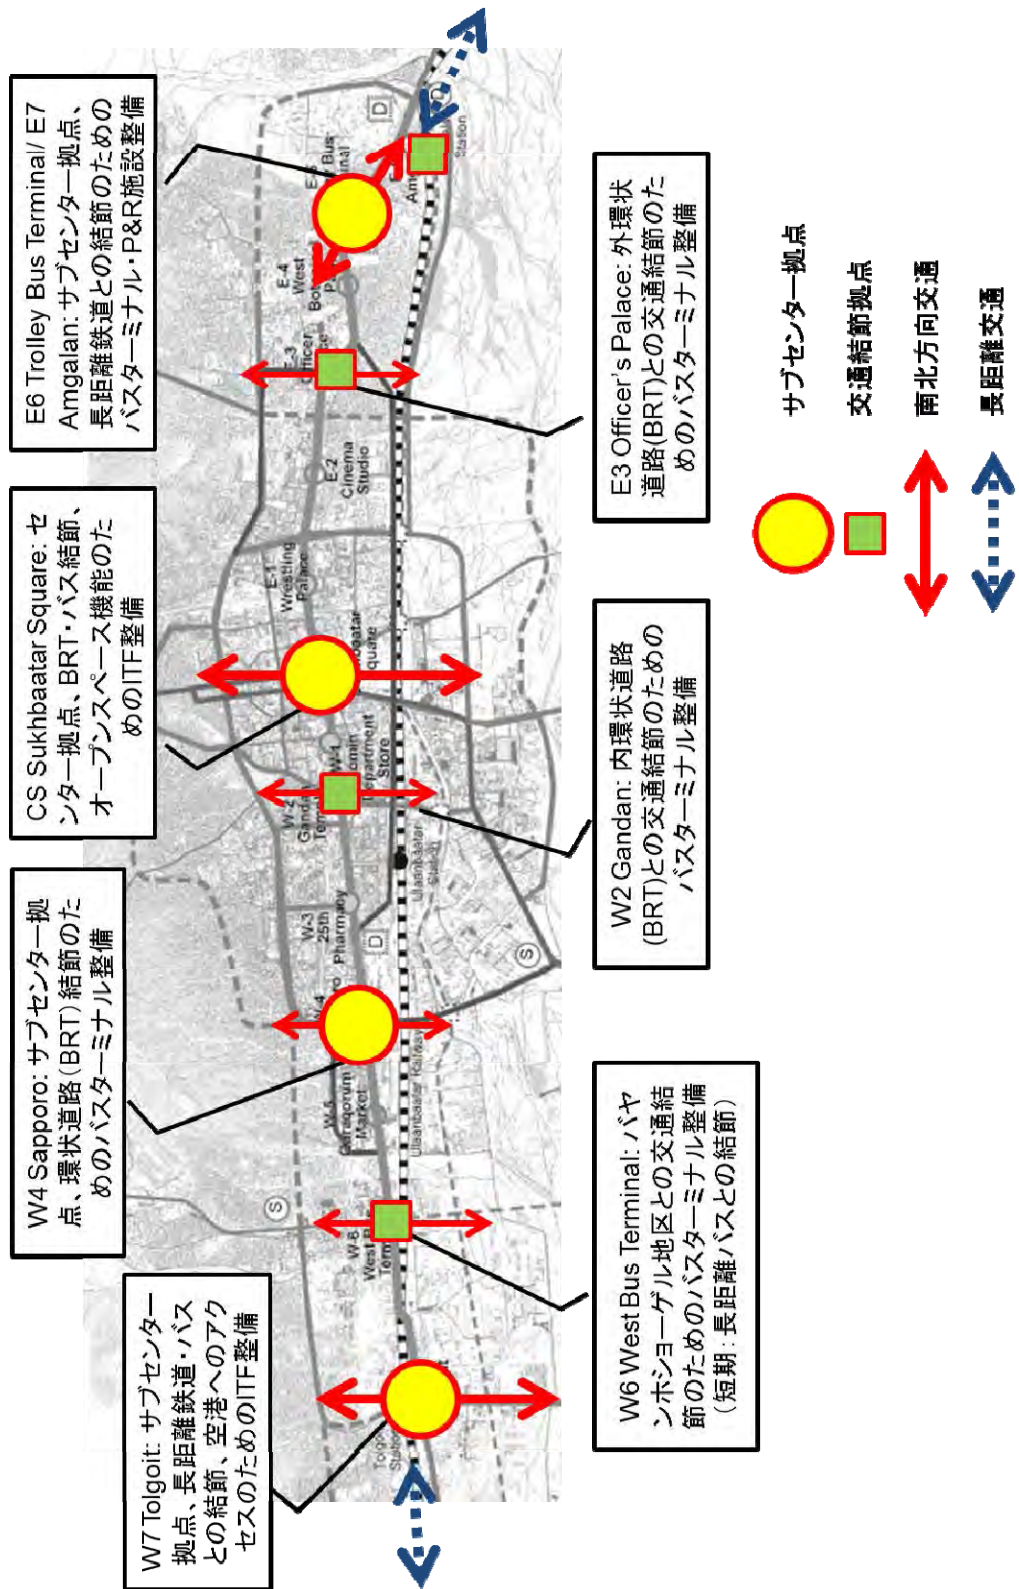 W7 Tolgoit: サブセンター
拠点、長距離鉄道・バス
との結節、空港へのアク
セスのためのITF整備
W4 Sapporo: サブセンター拠
点、環状道路(BRT)結節のた
めのバスターミナル整備
CS Sukhbaatar Square: セ
ンター拠点、BRT・バス結節、
オープンスペース機能のた
めのITF整備
E6 Trolley Bus Terminal/ E7
Amgalan: サブセンター拠点、
長距離鉄道との結節のための
バスターミナル・P&R施設整備
Tolgoit
Station
W-6
West Bus
Terminal
S
W-5
Market
Ulaanbaatar Railway
W-4
W-3
25th
Pharmacy
D
S
W-2
Gandan
W-1
Department
Store
Ulaanbaatar
Station
E-1
Wrestling
Palace
E-2
Cinema
Studio
E-3
Officer
E-4
West
D
Station
W6 West Bus Terminal: バヤ
ンホショーゲル地区との交通結
節のためのバスターミナル整備
(短期:長距離バスとの結節)
W2 Gandan: 内環状道路
(BRT)との交通結節のための
バスターミナル整備
E3 Officer's Palace: 外環状
道路(BRT)との交通結節のた
めのバスターミナル整備
サブセンター拠点
交通結節拠点
南北方向交通
長距離交通